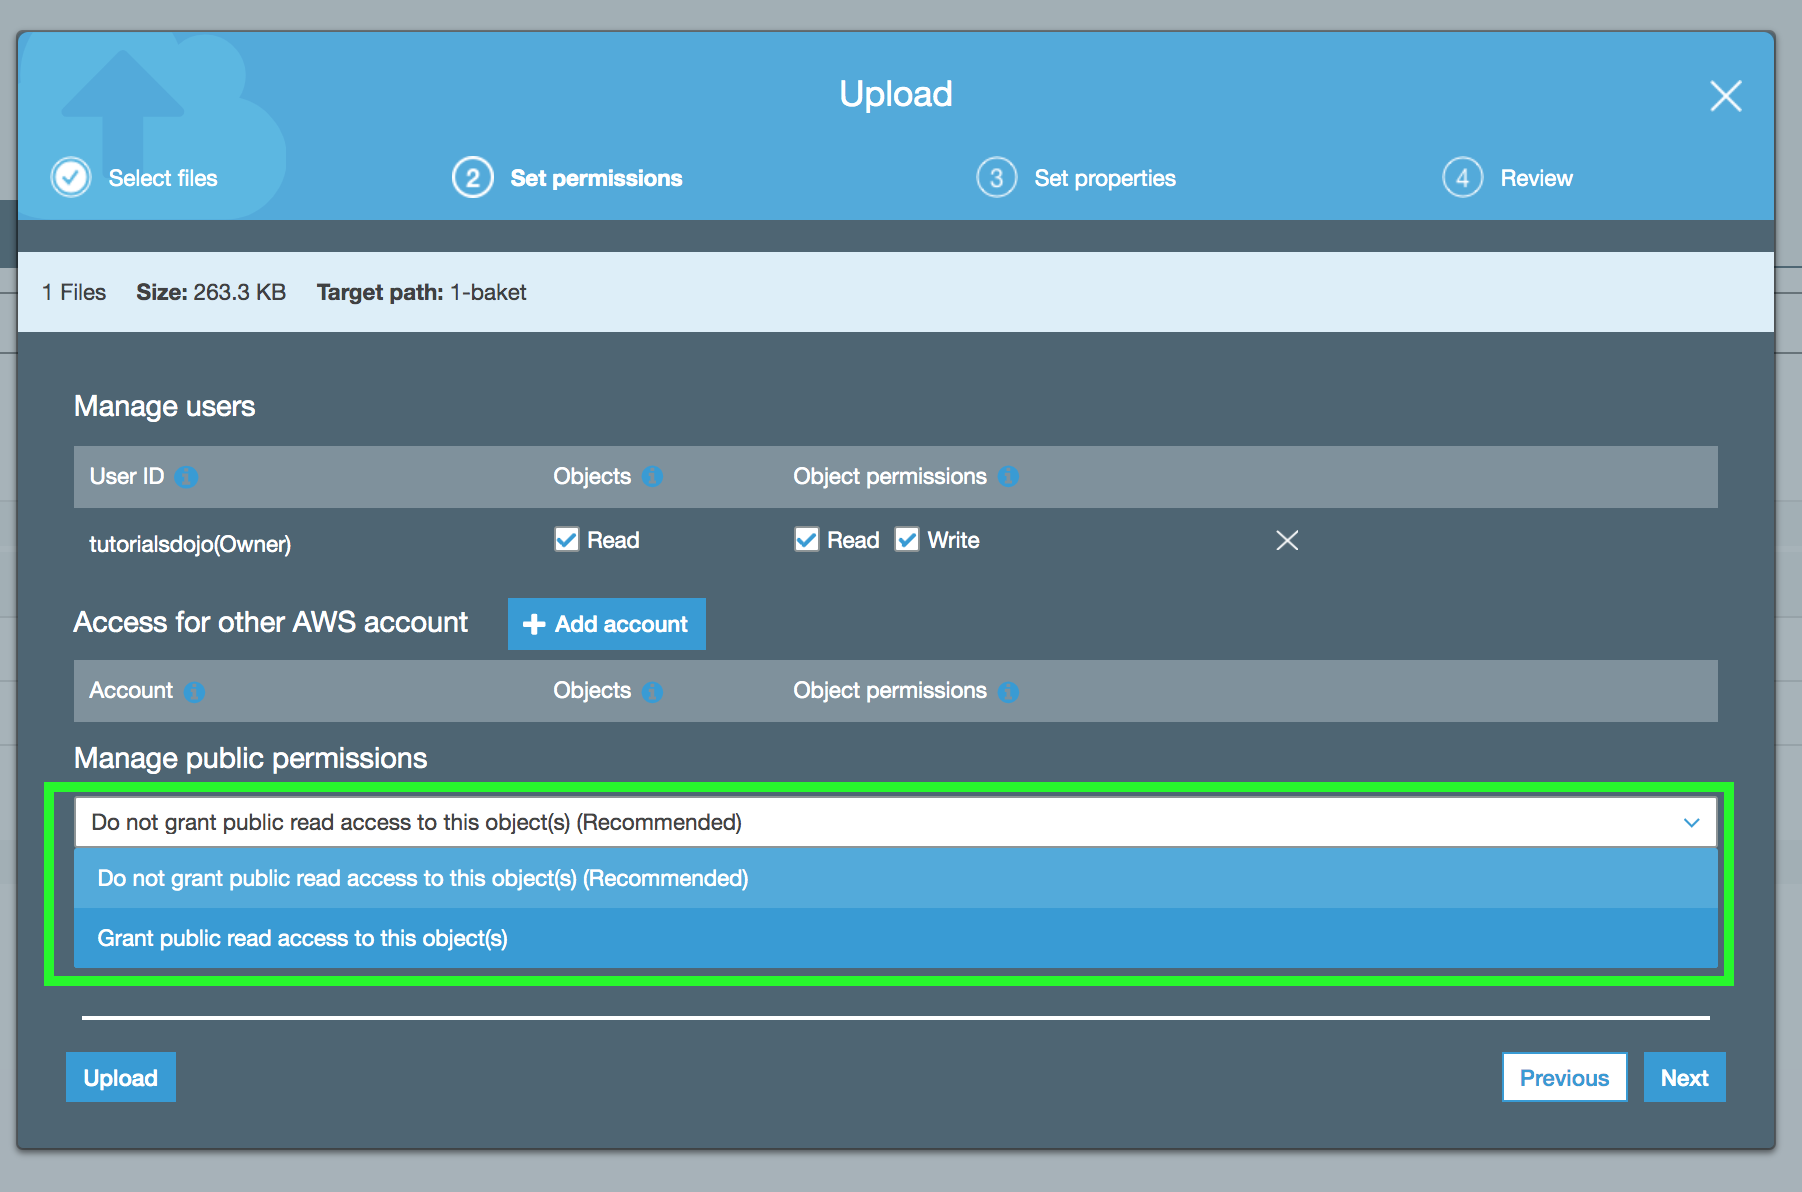 Upload
Select files
2 Set permissions
3 Set properties
4 Review
1 Files Size: 263.3 KB Target path: 1-baket
Manage users
User ID Objects Object permissions
tutorialsdojo(Owner) Read Read Write
Access for other AWS account Add account
Account Objects Object permissions
Manage public permissions
Do not grant public read access to this object(s) (Recommended)
Do not grant public read access to this object(s) (Recommended)
Grant public read access to this object(s)
Upload Previous Next